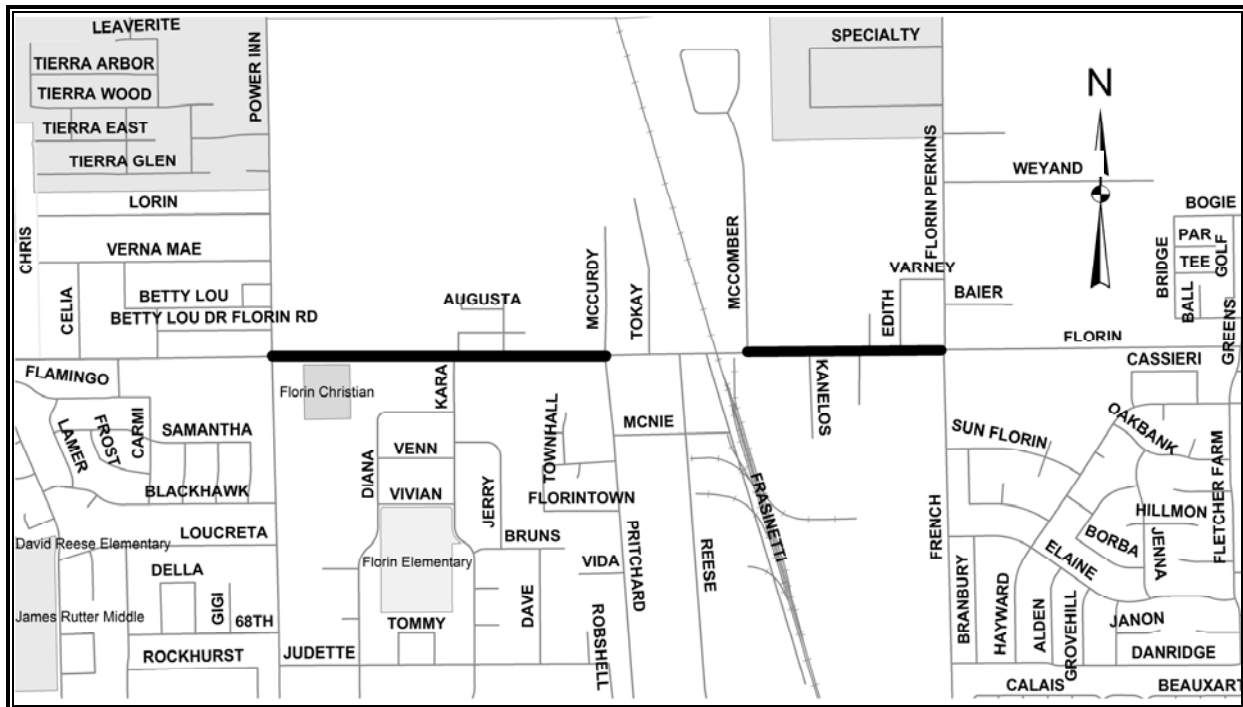 LEAVERITE
TIERRA ARBOR
TIERRA WOOD
TIERRA EAST
TIERRA GLEN
POWER INN
LORIN
CHRIS
VERNA MAE
CELIA
BETTY LOU
BETTY LOU DR FLORIN RD
AUGUSTA
MCCURDY
TOKAY
MCCOMBER
SPECIALTY
FLORIN PERKINS
N
WEYAND
BOGIE
PAR
TEE
BRIDGE
BALL
GOLF
GREENS
VARNEY
EDITH
BAIER
FLORIN
FLAMINGO
LAMER
FROST
CARMI
SAMANTHA
BLACKHAWK
LOUCRETA
David Reese Elementary
DELLA
GIGI
68TH
James Rutter Middle
ROCKHURST
Florin Christian
KARA
DIANA
VENN
VIVIAN
JERRY
Florin Elementary
BRUNS
TOWNHALL
FLORINTOWN
MCNIE
VIDA
DAVE
TOMMY
JUDETTE
ROBSHELL
PRITCHARD
REESE
FRASINETTI
KANELOS
FRENCH
CASSIERI
SUN FLORIN
OAKBANK
FLETCHER FARM
HILLMON
BORBA
JENNA
ELAINE
BRANBURY
HAYWARD
ALDEN
GROVEHILL
JANON
DANRIDGE
CALAIS
BEAUXART